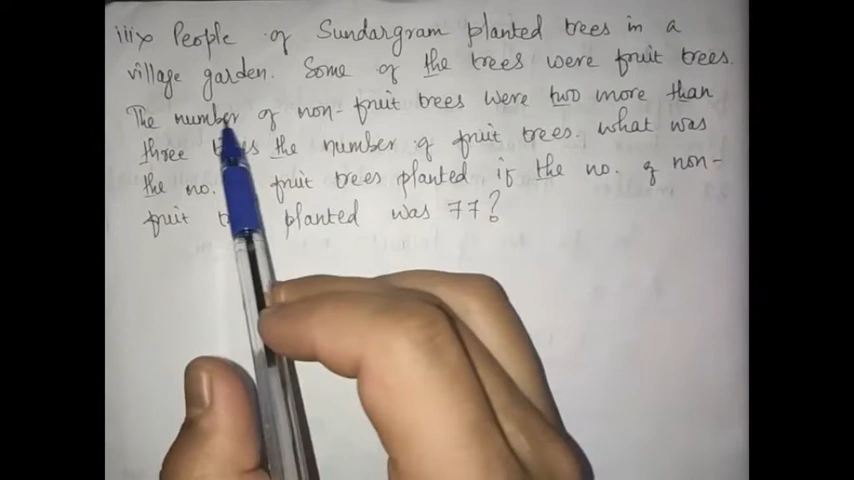 iii> People of Sundargram planted trees in a
village garden. Some of the trees were fruit trees.
The number of non-fruit trees were two more than
three the number of fruit trees. What was
the no. fruit trees planted if the no. of non-
fruit planted was 77?